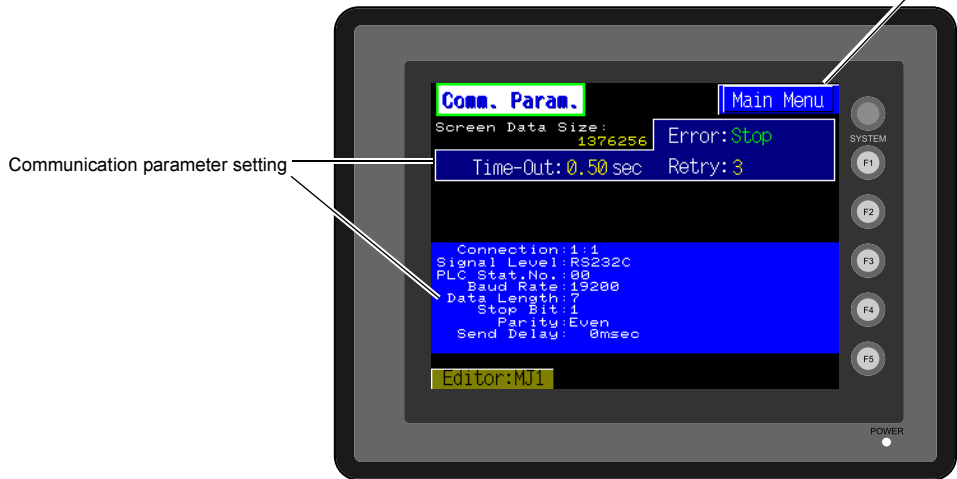 Comm. Param.
Main Menu
Screen Data Size:
1376256
Error:Stop
Time-Out:0.50 sec
Retry:3
Communication parameter setting
Connection:1:1
Signal Level:RS232C
PLC Stat.No.:00
Baud Rate:19200
Data Length:7
Stop Bit:1
Parity:Even
Send Delay: 0msec
Editor:MJ1
SYSTEM
F1
F2
F3
F4
F5
POWER